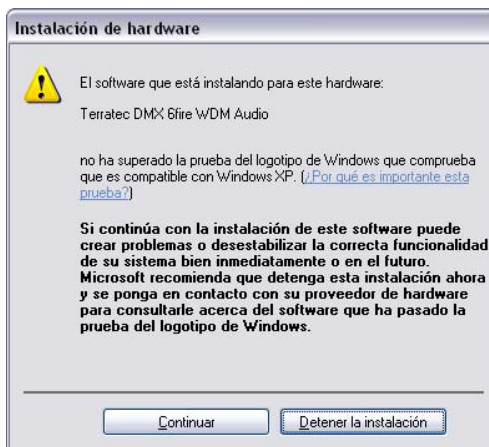 Instalación de hardware
El software que está instalando para este hardware:
Terratec DMX 6fire WDM Audio
no ha superado la prueba del logotipo de Windows que comprueba
que es compatible con Windows XP. (¿Por qué es importante esta
prueba?)
Si continúa con la instalación de este software puede
crear problemas o desestabilizar la correcta funcionalidad
de su sistema bien inmediatamente o en el futuro.
Microsoft recomienda que detenga esta instalación ahora
y se ponga en contacto con su proveedor de hardware
para consultarle acerca del software que ha pasado la
prueba del logotipo de Windows.
Continuar
Detener la instalación